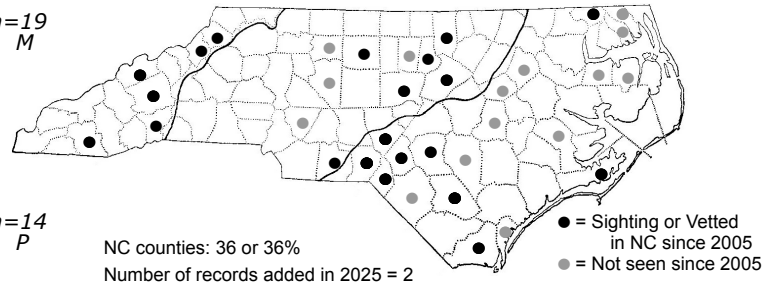 n=19
M
n=14
P
NC counties: 36 or 36%
Number of records added in 2025 = 2
= Sighting or Vetted
in NC since 2005
= Not seen since 2005